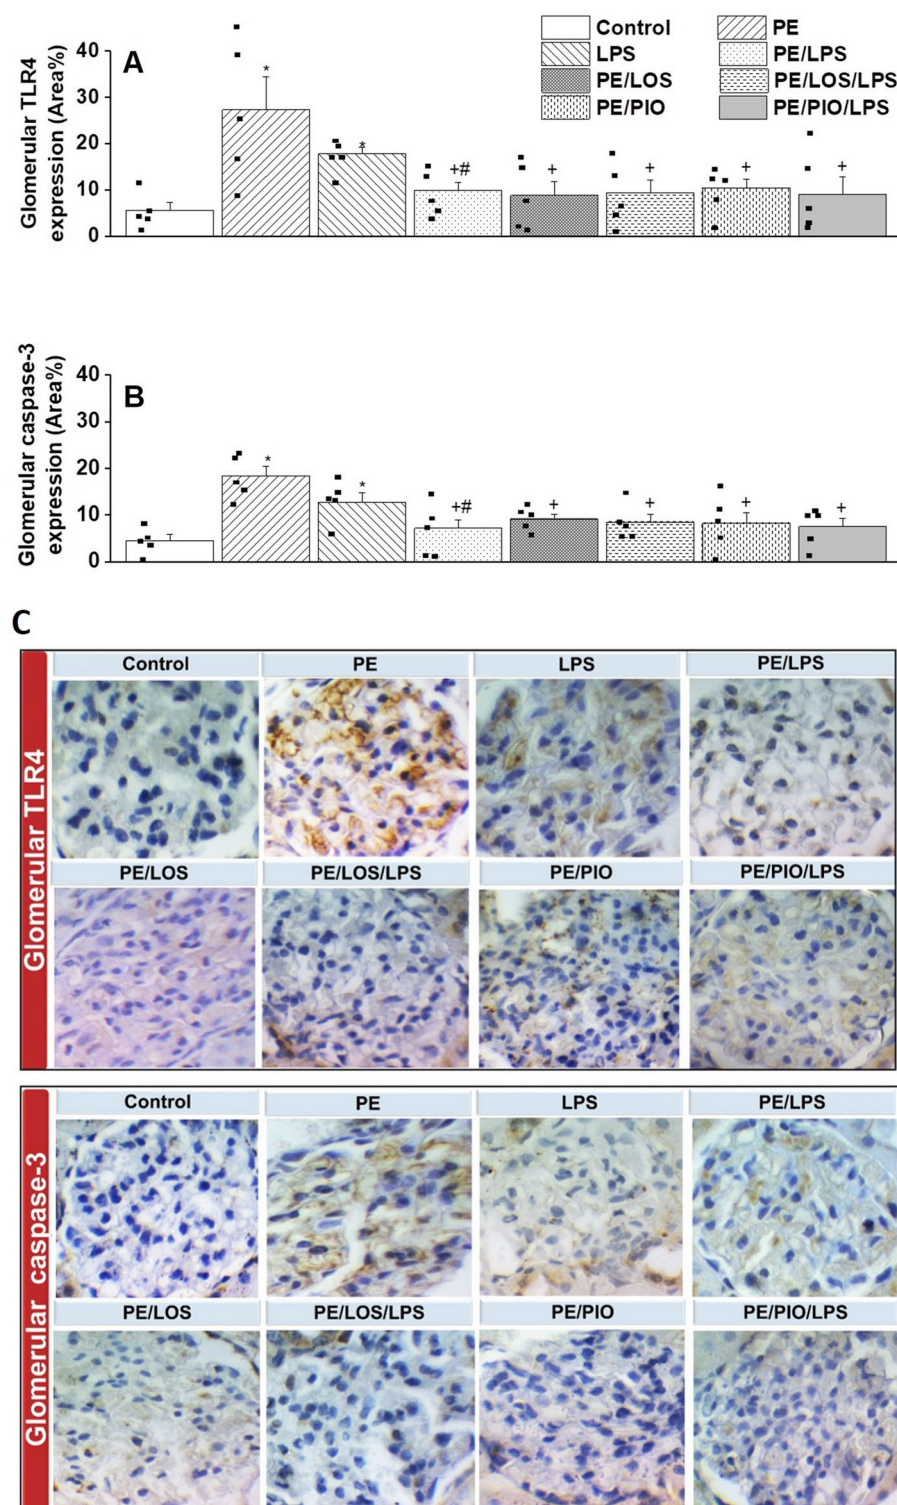 Control
PE
LPS
PE/LPS
PE/LOS
PE/LOS/LPS
PE/PIO
PE/PIO/LPS
A
Glomerular TLR4
expression (Area%)
40
30
20
10
0
*
*
+#
+
+
+
+
B
Glomerular caspase-3
expression (Area%)
40
30
20
10
0
*
*
+#
+
+
+
+
C
Glomerular TLR4
Control
PE
LPS
PE/LPS
PE/LOS
PE/LOS/LPS
PE/PIO
PE/PIO/LPS
Glomerular caspase-3
Control
PE
LPS
PE/LPS
PE/LOS
PE/LOS/LPS
PE/PIO
PE/PIO/LPS